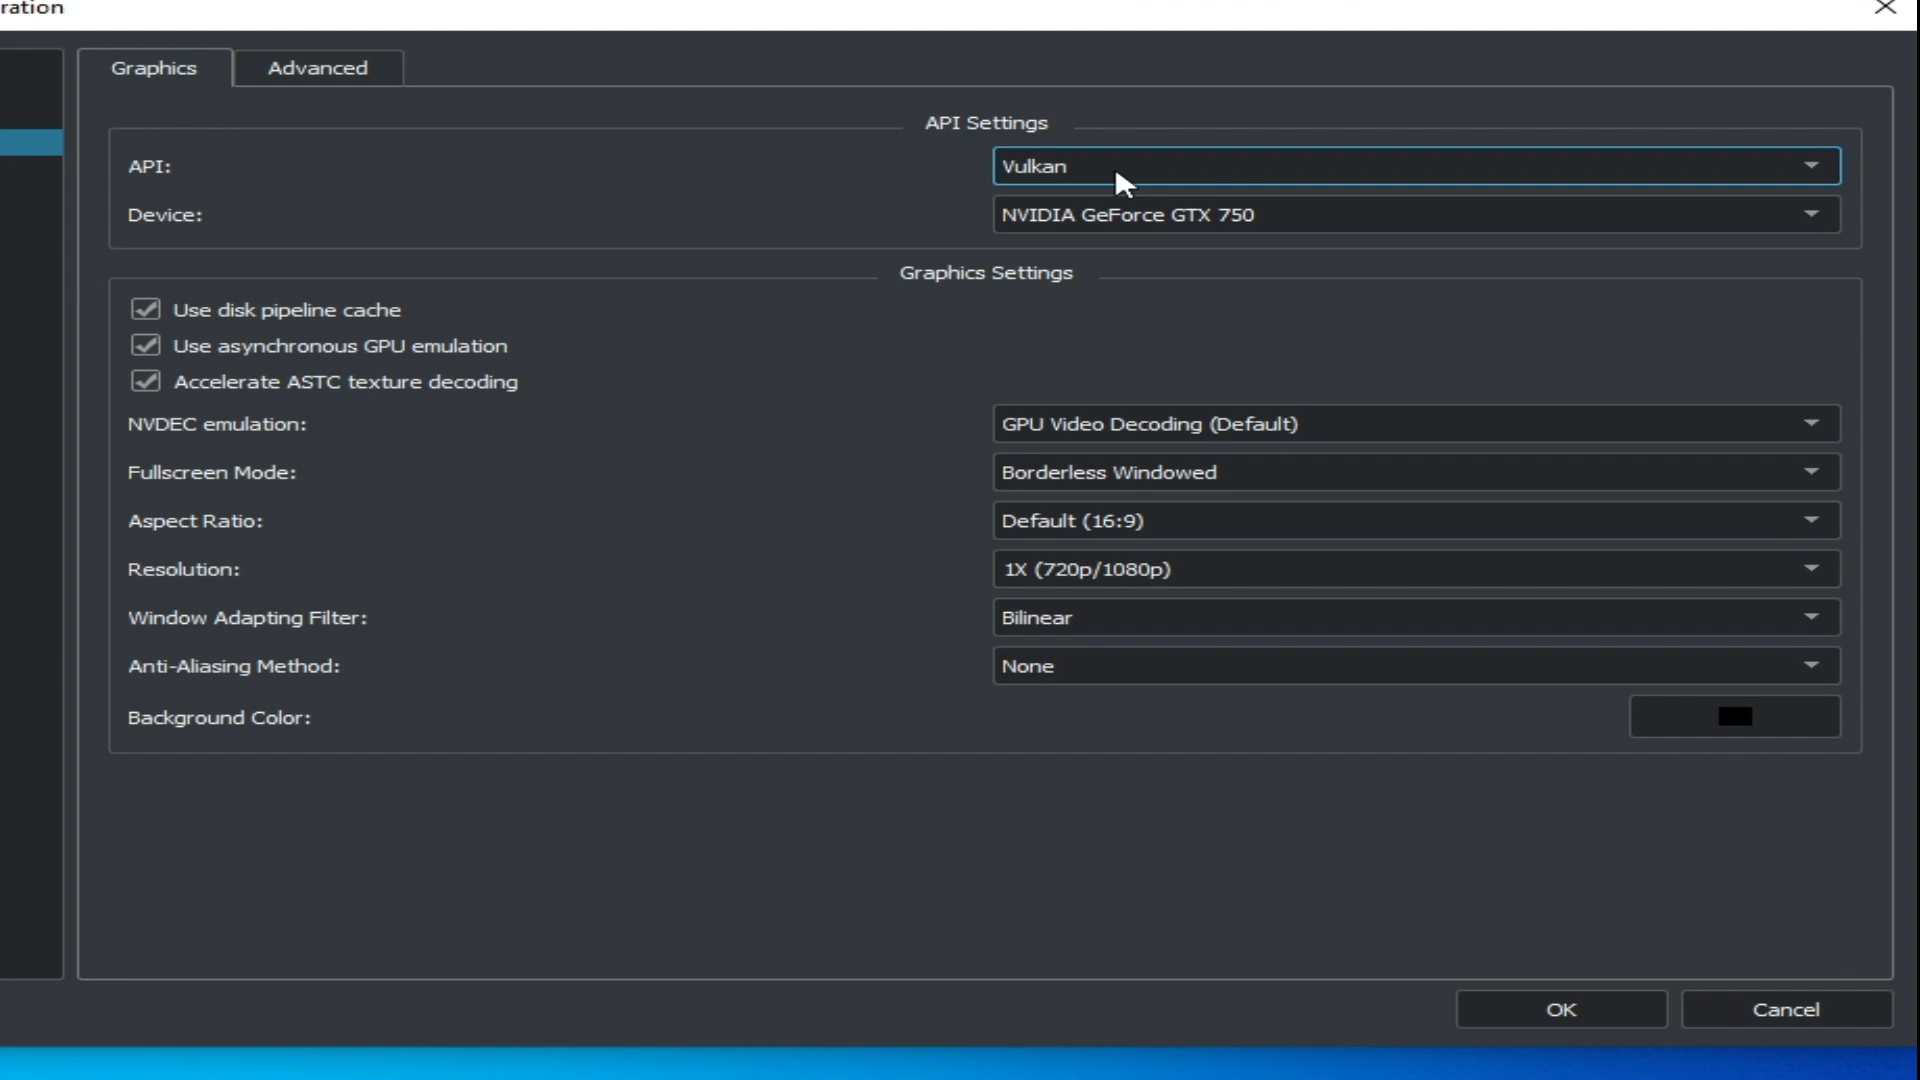 ration
Graphics Advanced
API Settings
API: Vulkan
Device: NVIDIA GeForce GTX 750
Graphics Settings
Use disk pipeline cache
Use asynchronous GPU emulation
Accelerate ASTC texture decoding
NVDEC emulation: GPU Video Decoding (Default)
Fullscreen Mode: Borderless Windowed
Aspect Ratio: Default (16:9)
Resolution: 1X (720p/1080p)
Window Adapting Filter: Bilinear
Anti-Aliasing Method: None
Background Color:
OK Cancel